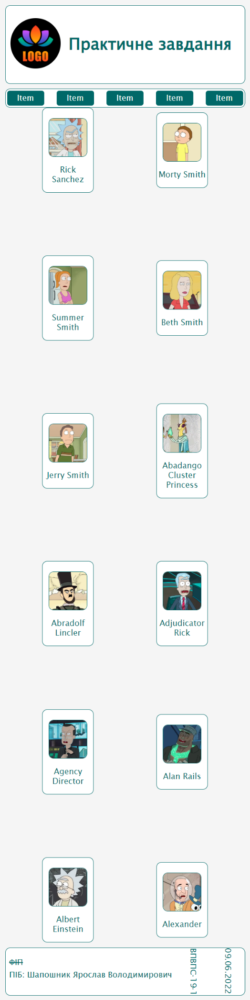 LOGO
Практичне завдання
Item Item Item Item Item
Rick
Sanchez
Morty Smith
Summer
Smith
Beth Smith
Jerry Smith
Abadango
Cluster
Princess
Abradolf
Lincler
Adjudicator
Rick
Agency
Director
Alan Rails
Albert
Einstein
Alexander
ФІП
ПІБ: Шапошник Ярослав Володимирович
ВПВПС-19-1
09.06.2022